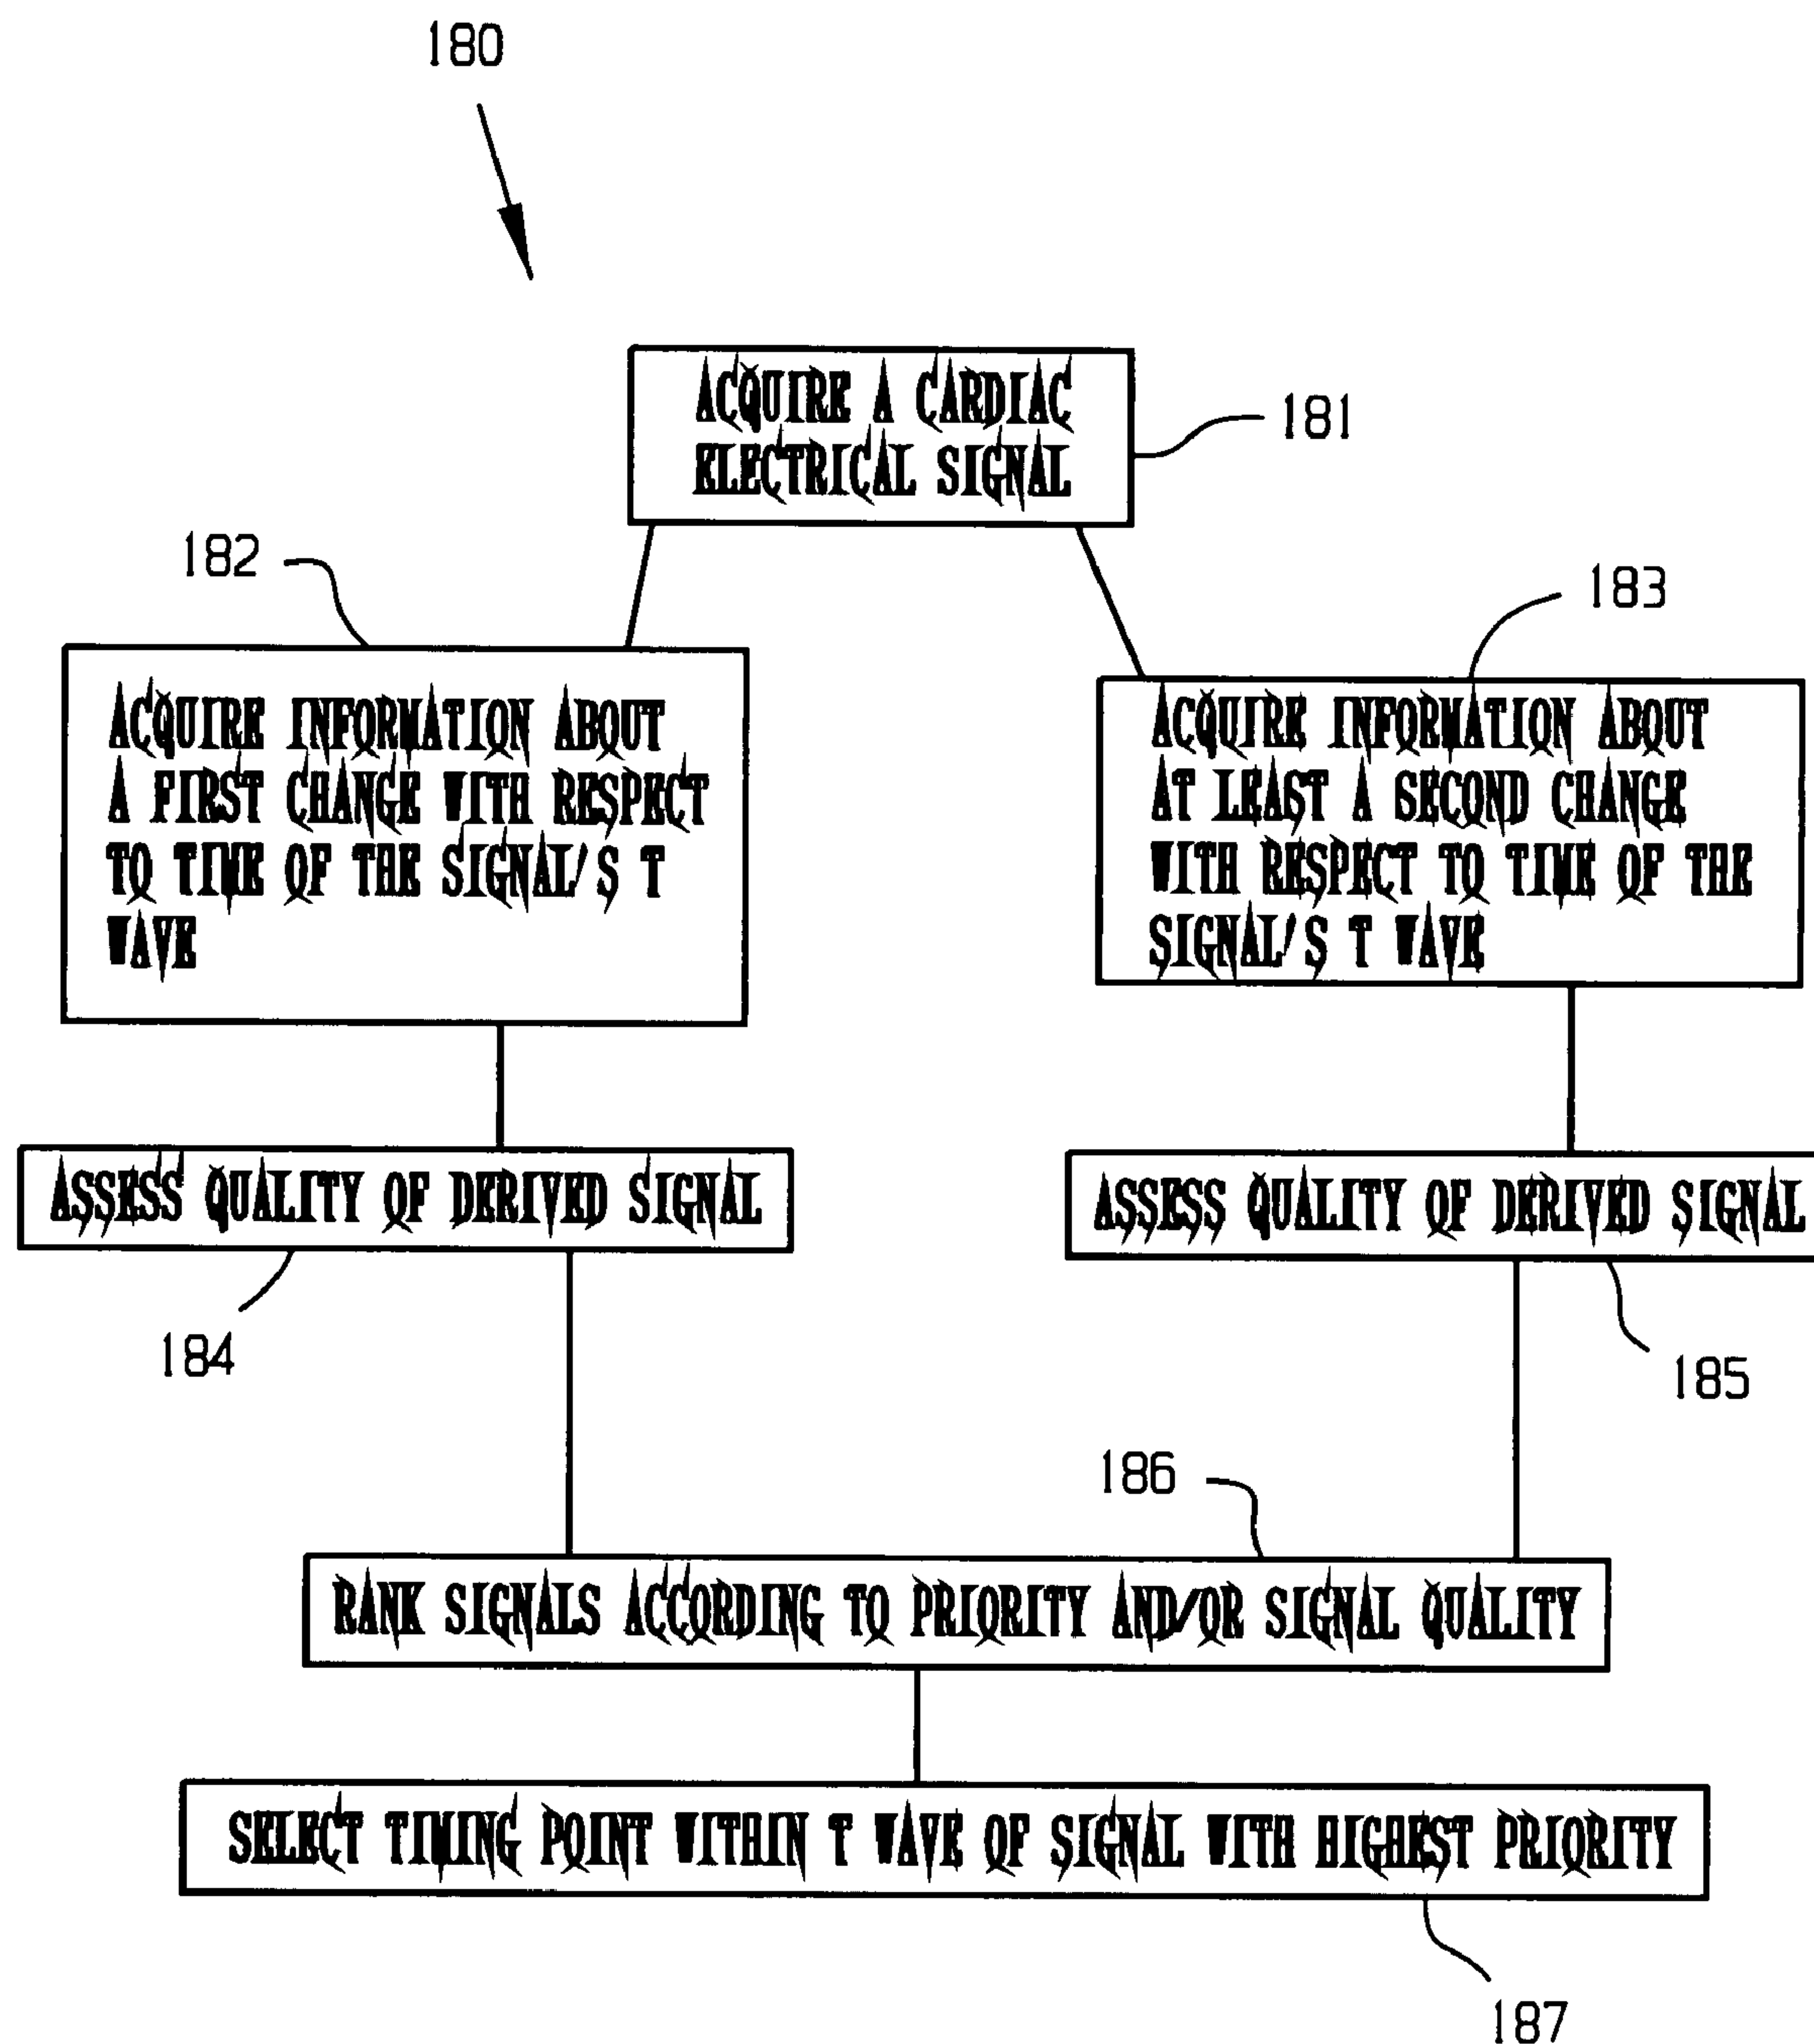 180
ACQUIRE A CARDIAC
ELECTRICAL SIGNAL
181
182
183
ACQUIRE INFORMATION ABOUT
A FIRST CHANGE WITH RESPECT
TO TIME OF THE SIGNAL'S T
WAVE
ACQUIRE INFORMATION ABOUT
AT LEAST A SECOND CHANGE
WITH RESPECT TO TIME OF THE
SIGNAL'S T WAVE
ASSESS QUALITY OF DERIVED SIGNAL
ASSESS QUALITY OF DERIVED SIGNAL
184
185
186
RANK SIGNALS ACCORDING TO PRIORITY AND/OR SIGNAL QUALITY
SELECT TIMING POINT WITHIN T WAVE OF SIGNAL WITH HIGHEST PRIORITY
187